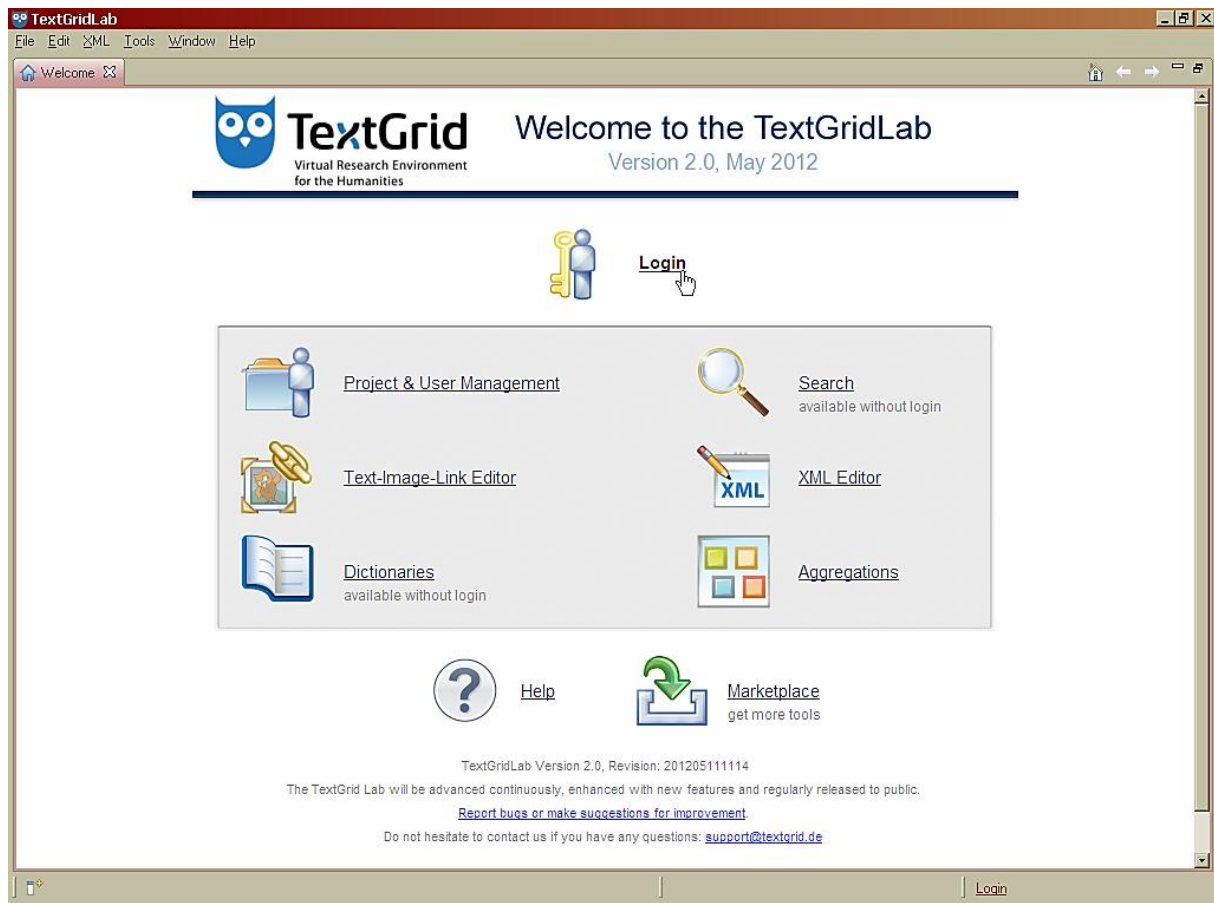 TextGridLab
File Edit XML Tools Window Help
Welcome
TextGrid
Virtual Research Environment
for the Humanities
Welcome to the TextGridLab
Version 2.0, May 2012
Login
Project & User Management
Search
available without login
Text-Image-Link Editor
XML
XML Editor
Dictionaries
available without login
Aggregations
?
Help
Marketplace
get more tools
TextGridLab Version 2.0, Revision: 201205111114
The TextGrid Lab will be advanced continuously, enhanced with new features and regularly released to public.
Report bugs or make suggestions for improvement.
Do not hesitate to contact us if you have any questions: support@textgrid.de
Login